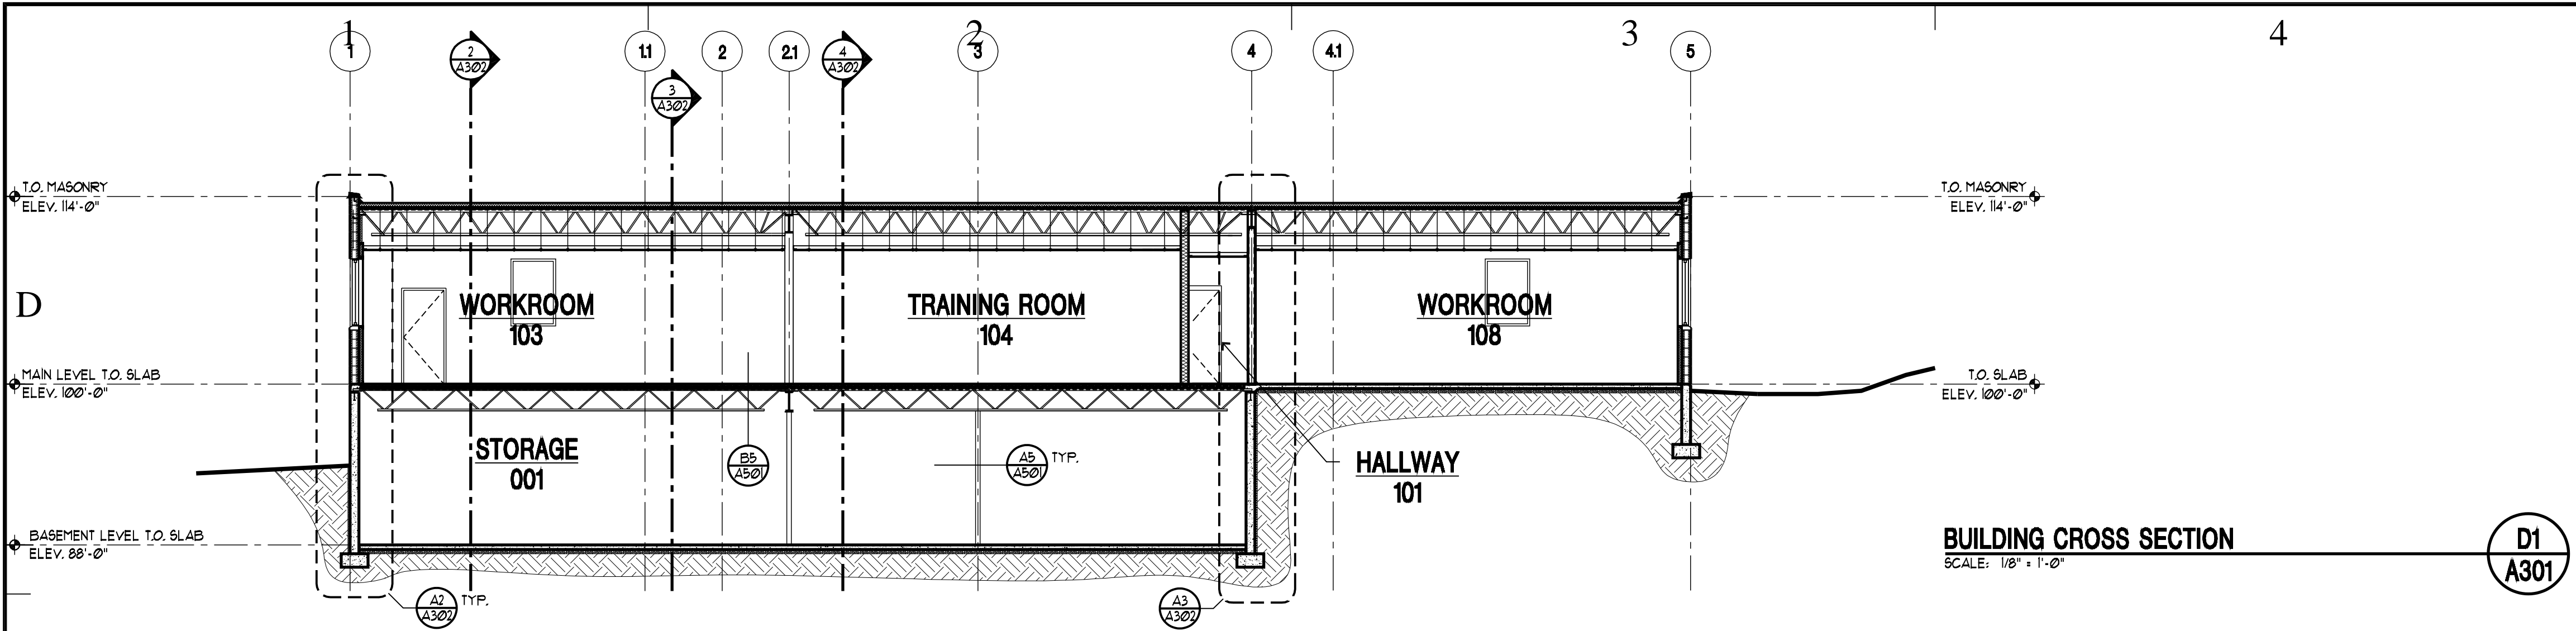 1
2
3
4
1
1.1
2
2.1
3
4
4.1
5
2
A302
3
A302
4
A302
T.O. MASONRY
ELEV. 114'-0"
T.O. MASONRY
ELEV. 114'-0"
D
WORKROOM
103
TRAINING ROOM
104
WORKROOM
108
MAIN LEVEL T.O. SLAB
ELEV. 100'-0"
T.O. SLAB
ELEV. 100'-0"
STORAGE
001
B5
A501
A5
A501
TYP.
HALLWAY
101
BASEMENT LEVEL T.O. SLAB
ELEV. 88'-0"
A2
A302
TYP.
A3
A302
BUILDING CROSS SECTION
SCALE: 1/8" = 1'-0"
D1
A301